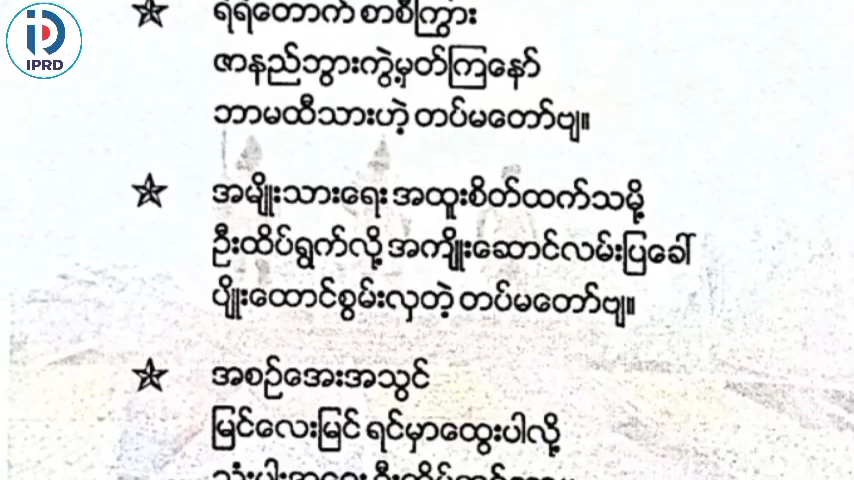 IPRD
ရဲရဲတောက် စာစီကြွား
ဇာနည်ဘွားကွဲ့မှတ်ကြနော်
ဘာမထီသားဟဲ့ တပ်မတော်ဗျ။
အမျိုးသားရေး အထူးစိတ်ထက်သမို့
ဦးထိပ်ရွက်လို့ အကျိုးဆောင်လမ်းပြခေါ်
ပျိုးထောင်စွမ်းလှတဲ့ တပ်မတော်ဗျ။
အစဉ်အေးအသွင်
မြင်လေးမြင် ရင်မှာထွေးပါလို့